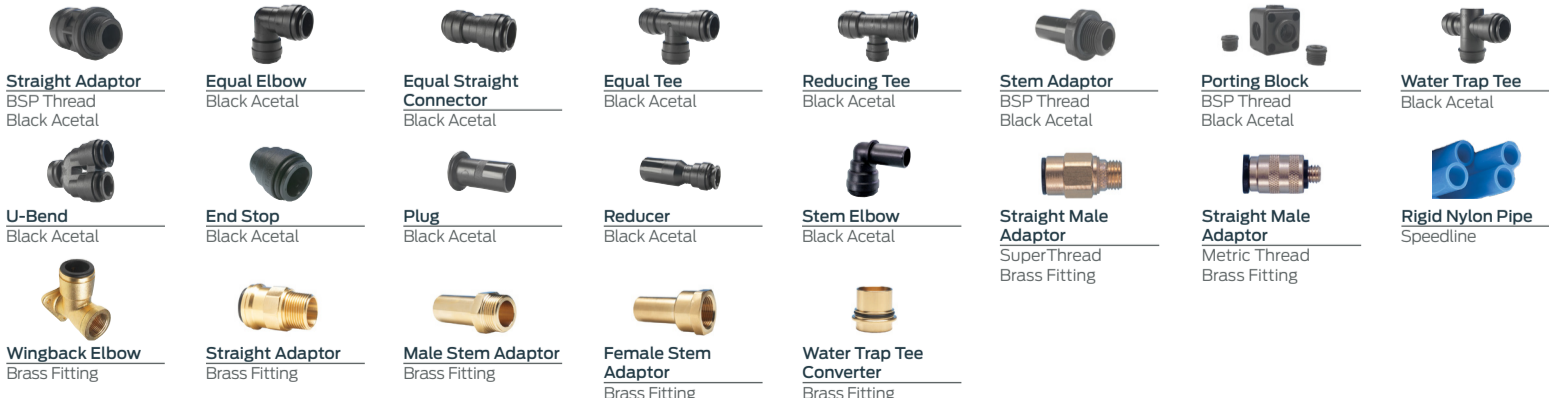 Straight Adaptor
BSP Thread
Black Acetal
Equal Elbow
Black Acetal
Equal Straight
Connector
Black Acetal
Equal Tee
Black Acetal
Reducing Tee
Black Acetal
Stem Adaptor
BSP Thread
Black Acetal
Porting Block
BSP Thread
Black Acetal
Water Trap Tee
Black Acetal
U-Bend
Black Acetal
End Stop
Black Acetal
Plug
Black Acetal
Reducer
Black Acetal
Stem Elbow
Black Acetal
Straight Male
Adaptor
SuperThread
Brass Fitting
Straight Male
Adaptor
Metric Thread
Brass Fitting
Rigid Nylon Pipe
Speedline
Wingback Elbow
Brass Fitting
Straight Adaptor
Brass Fitting
Male Stem Adaptor
Brass Fitting
Female Stem
Adaptor
Brass Fitting
Water Trap Tee
Converter
Brass Fitting